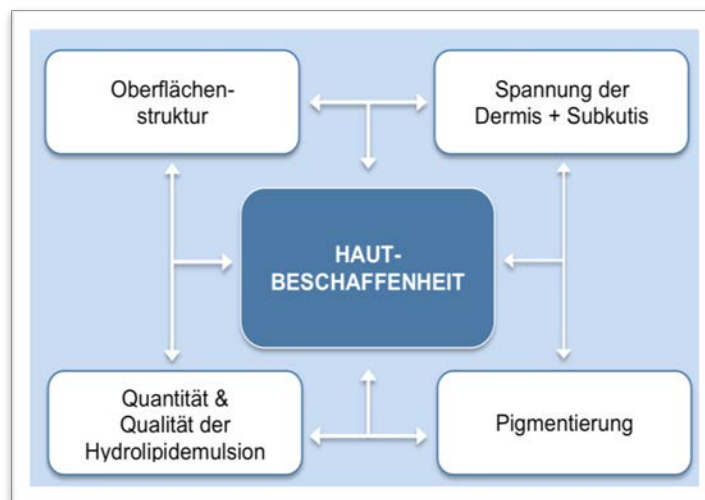 Oberflächen-
struktur
Spannung der
Dermis + Subkutis
HAUT-
BESCHAFFENHEIT
Quantität &
Qualität der
Hydrolipidemulsion
Pigmentierung